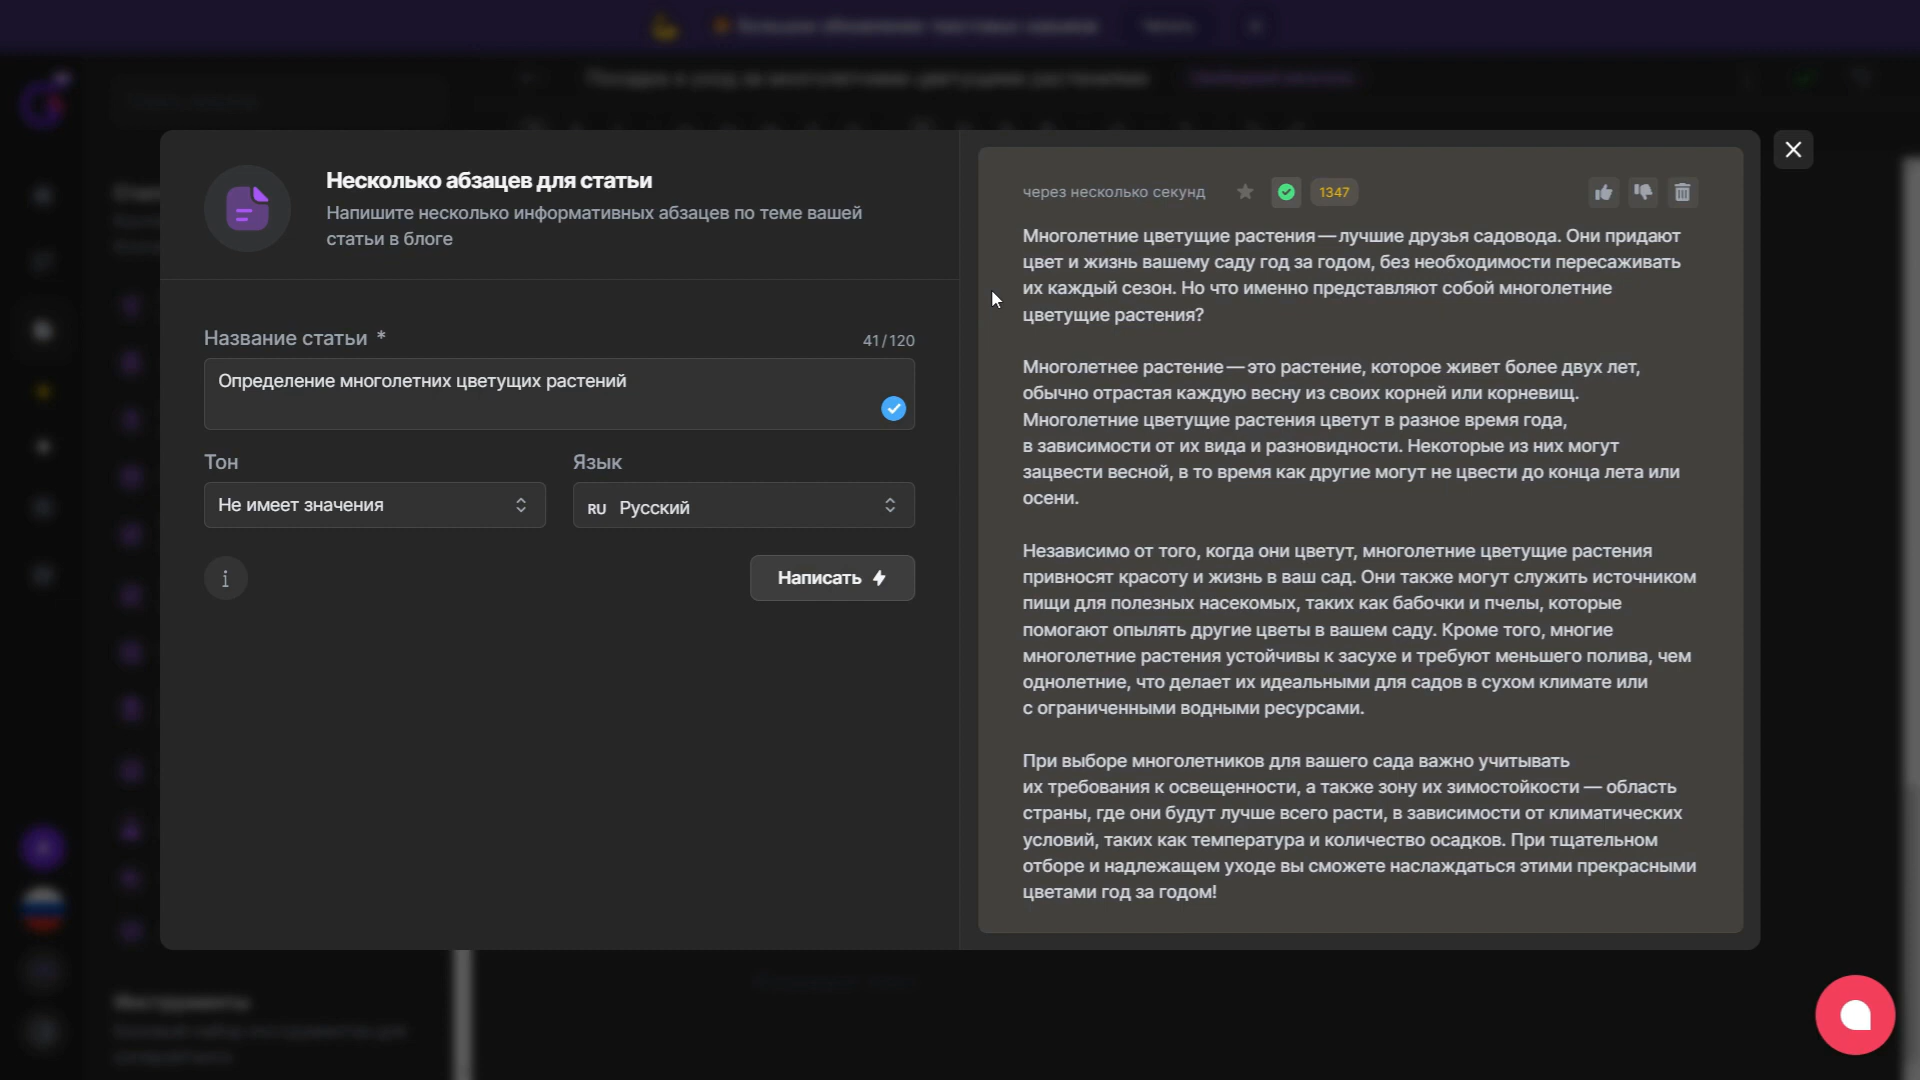 Несколько абзацев для статьи
Напишите несколько информативных абзацев по теме вашей
статьи в блоге
Название статьи *
41/120
Определение многолетних цветущих растений
Тон
Язык
Не имеет значения
RU Русский
i
Написать
через несколько секунд
1347
Многолетние цветущие растения — лучшие друзья садовода. Они придают
цвет и жизнь вашему саду год за годом, без необходимости пересаживать
их каждый сезон. Но что именно представляют собой многолетние
цветущие растения?
Многолетнее растение — это растение, которое живет более двух лет,
обычно отрастая каждую весну из своих корней или корневищ.
Многолетние цветущие растения цветут в разное время года,
в зависимости от их вида и разновидности. Некоторые из них могут
зацвести весной, в то время как другие могут не цвести до конца лета или
осени.
Независимо от того, когда они цветут, многолетние цветущие растения
привносят красоту и жизнь в ваш сад. Они также могут служить источником
пищи для полезных насекомых, таких как бабочки и пчелы, которые
помогают опылять другие цветы в вашем саду. Кроме того, многие
многолетние растения устойчивы к засухе и требуют меньшего полива, чем
однолетние, что делает их идеальными для садов в сухом климате или
с ограниченными водными ресурсами.
При выборе многолетников для вашего сада важно учитывать
их требования к освещенности, а также зону их зимостойкости — область
страны, где они будут лучше всего расти, в зависимости от климатических
условий, таких как температура и количество осадков. При тщательном
отборе и надлежащем уходе вы сможете наслаждаться этими прекрасными
цветами год за годом!